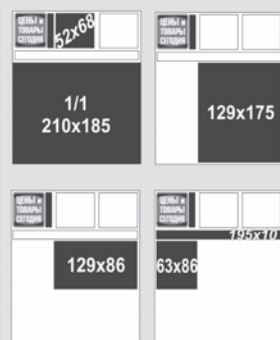 ЦЕНЫ и
ТОВАРЫ
СЕГОДНЯ
52x68
1/1
210x185
ЦЕНЫ и
ТОВАРЫ
СЕГОДНЯ
129x175
ЦЕНЫ и
ТОВАРЫ
СЕГОДНЯ
129x86
ЦЕНЫ и
ТОВАРЫ
СЕГОДНЯ
195x10
63x86